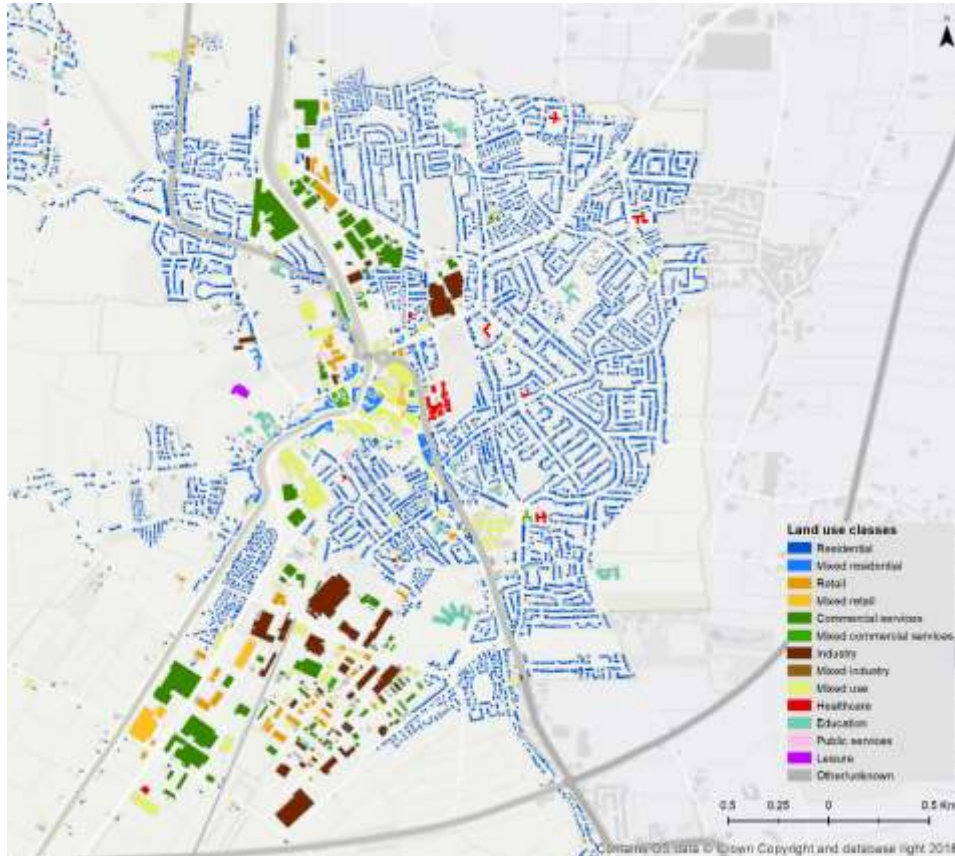 N
Land use classes
Residential
Mixed residential
Retail
Mixed retail
Commercial services
Mixed commercial services
Industry
Mixed industry
Mixed use
Healthcare
Education
Public services
Leisure
Other/unknown
0.5 0.25 0 0.5 Km
Contains OS data © Crown Copyright and database right 2018